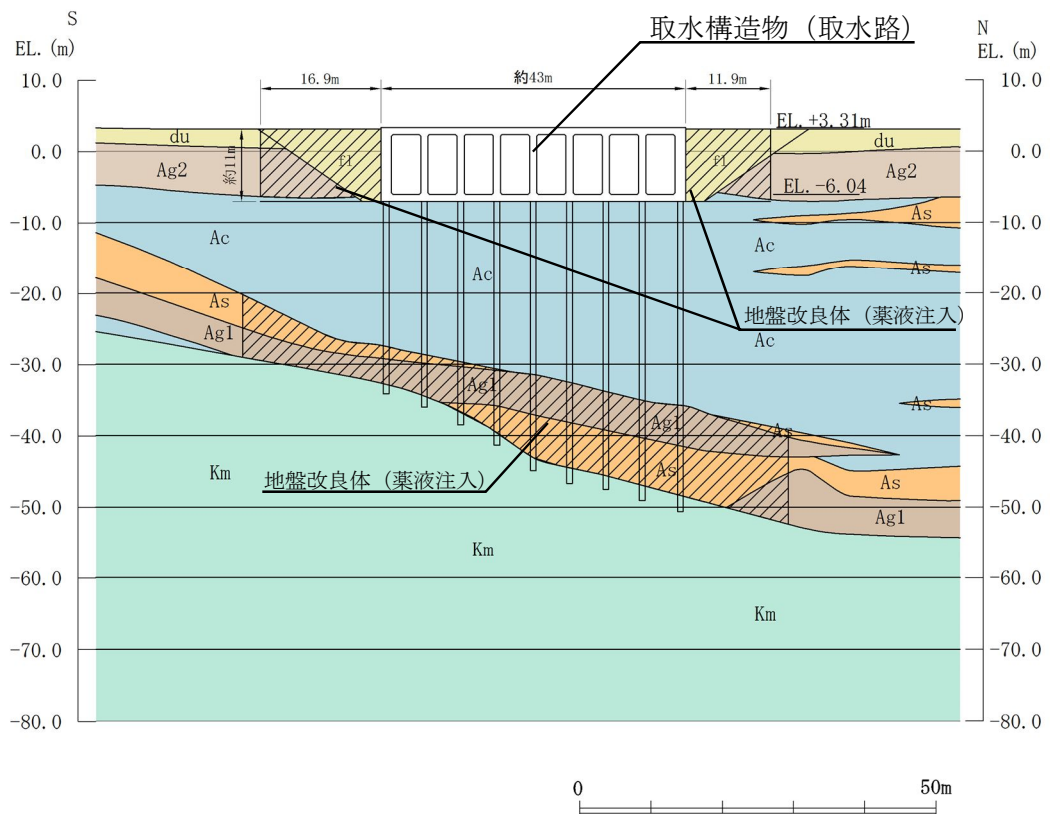 S
EL. (m)
取水構造物（取水路）
N
EL. (m)
10.0
16.9m
約43m
11.9m
10.0
EL.+3.31m
du
f1
f1
du
0.0
約11m
0.0
Ag2
Ag2
EL.-6.04
-10.0
As
-10.0
Ac
Ac
Ac
As
-20.0
-20.0
As
地盤改良体（薬液注入）
Ag1
Ac
-30.0
-30.0
Ag1
As
-40.0
Ag1
As
-40.0
Km
地盤改良体（薬液注入）
As
As
-50.0
Ag1
-50.0
Km
-60.0
-60.0
Km
-70.0
-70.0
-80.0
-80.0
0
50m